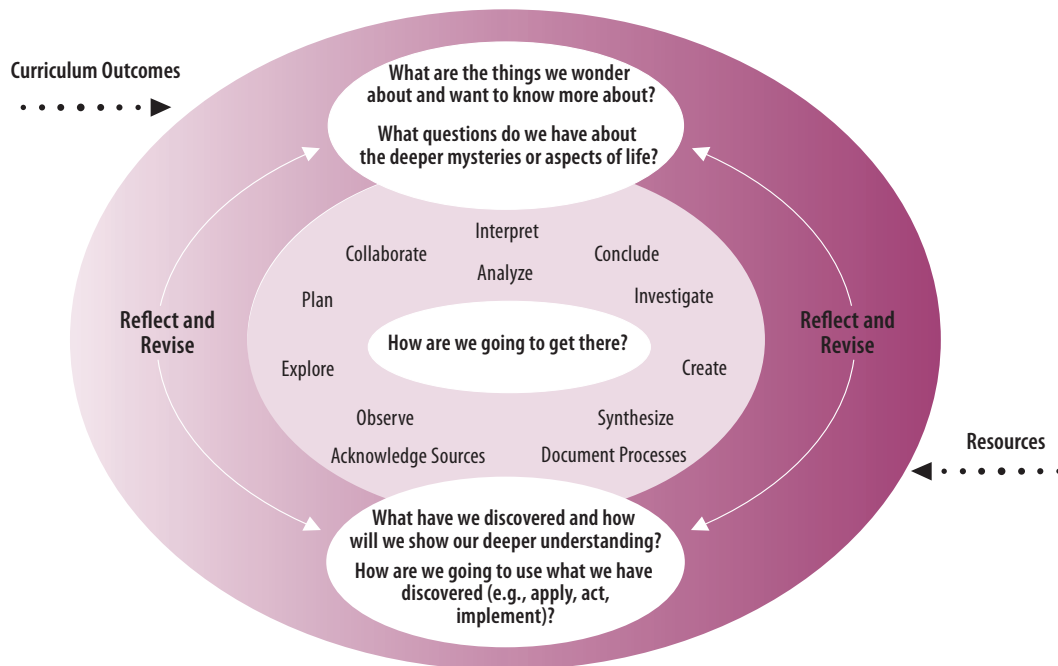 Curriculum Outcomes
What are the things we wonder
about and want to know more about?
What questions do we have about
the deeper mysteries or aspects of life?
Interpret
Collaborate
Conclude
Analyze
Plan
Investigate
Reflect and
Revise
How are we going to get there?
Reflect and
Revise
Explore
Create
Observe
Synthesize
Acknowledge Sources
Document Processes
Resources
What have we discovered and how
will we show our deeper understanding?
How are we going to use what we have
discovered (e.g., apply, act,
implement)?